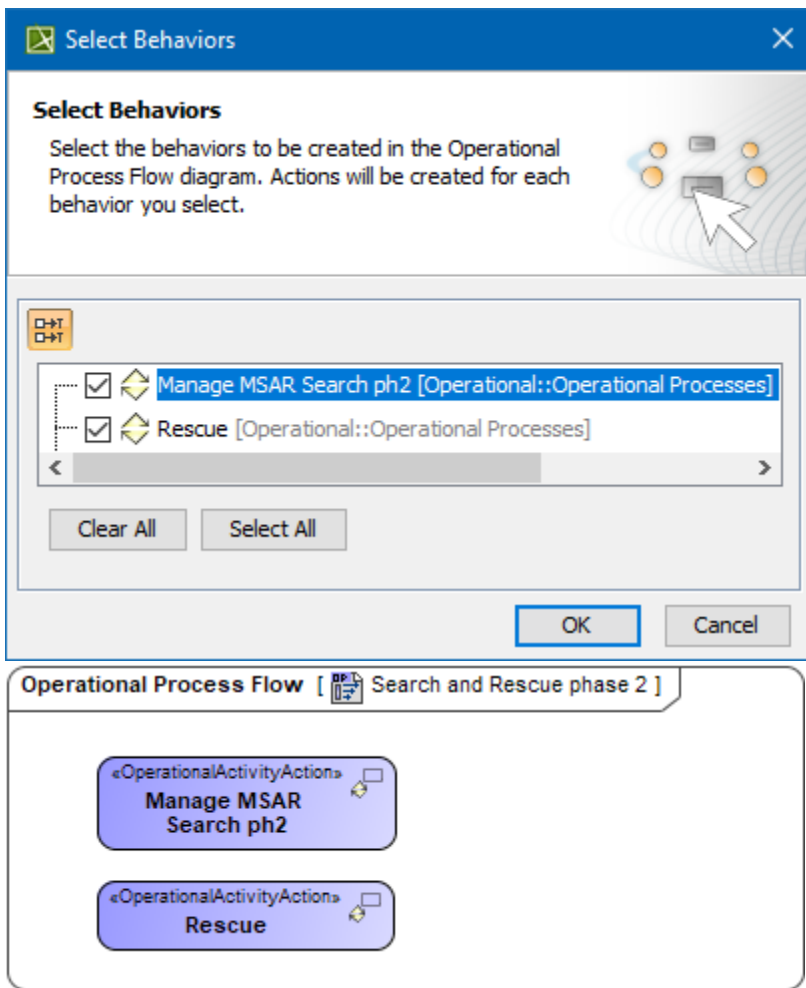 Select Behaviors
Select Behaviors
Select the behaviors to be created in the Operational
Process Flow diagram. Actions will be created for each
behavior you select.
Manage MSAR Search ph2 [Operational::Operational Processes]
Rescue [Operational::Operational Processes]
Clear All Select All
OK Cancel
Operational Process Flow [ Search and Rescue phase 2 ]
«OperationalActivityAction»
Manage MSAR
Search ph2
«OperationalActivityAction»
Rescue